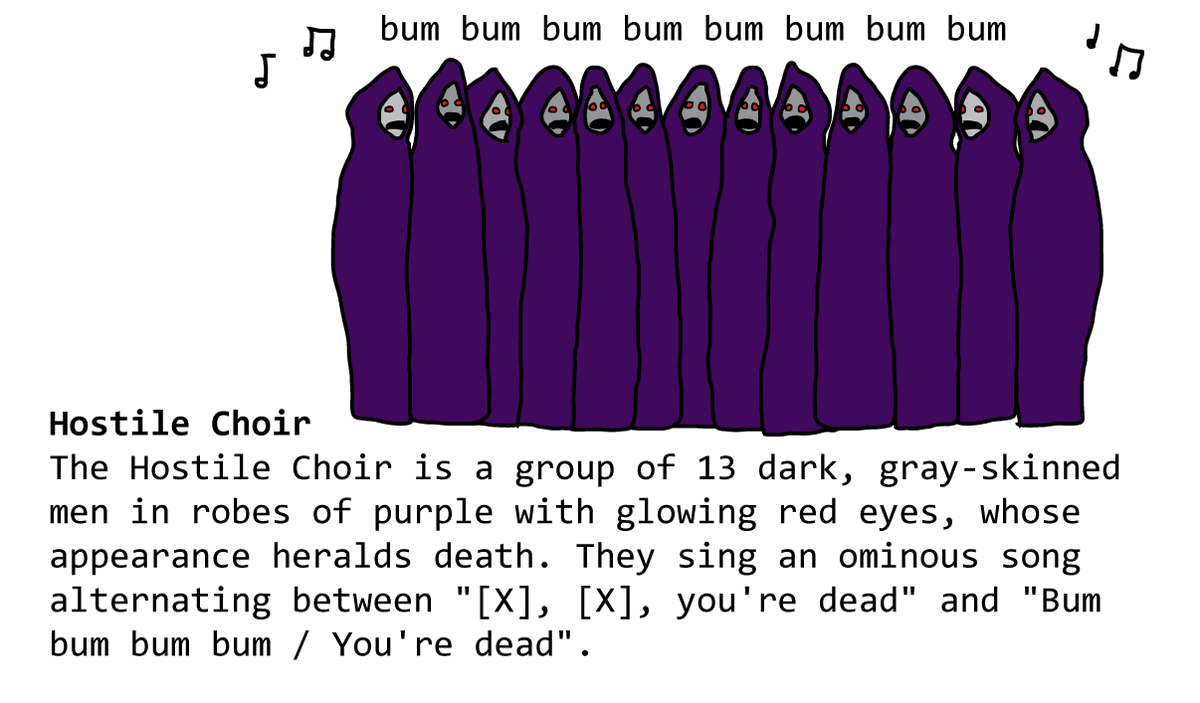 bum bum bum bum bum bum bum bum
Hostile Choir
The Hostile Choir is a group of 13 dark, gray-skinned
men in robes of purple with glowing red eyes, whose
appearance heralds death. They sing an ominous song
alternating between "[X], [X], you're dead" and "Bum
bum bum bum / You're dead".